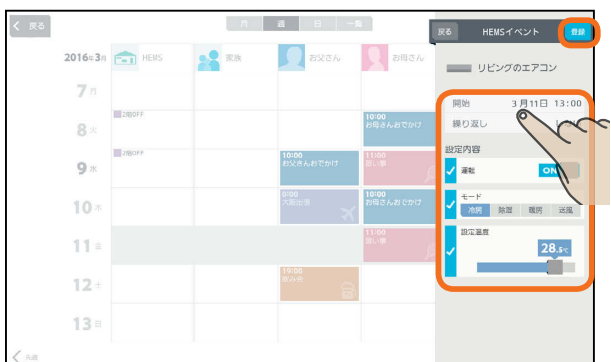 戻る
月 週 日 一覧
2016年3月 HEMS 家族 お父さん お母さん
7月
2階OFF
10:00
お母さんおでかけ
8火
2階OFF
10:00
お父さんおでかけ
11:00
習い事
9水
0:00
大阪出張
10:00
お母さんおでかけ
10木
11:00
習い事
11金
19:00
飲み会
12土
13日
先週
戻る HEMSイベント 登録
リビングのエアコン
開始 3月11日 13:00
繰り返し
設定内容
運転 ON
モード
冷房 除湿 暖房 送風
設定温度
28.5℃